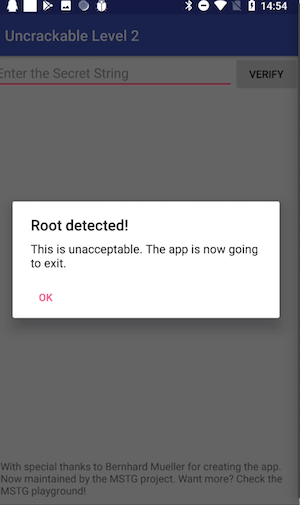 14:54
Uncrackable Level 2
Enter the Secret String
VERIFY
Root detected!
This is unacceptable. The app is now going
to exit.
OK
With special thanks to Bernhard Mueller for creating the app.
Now maintained by the MSTG project. Want more? Check the
MSTG playground!